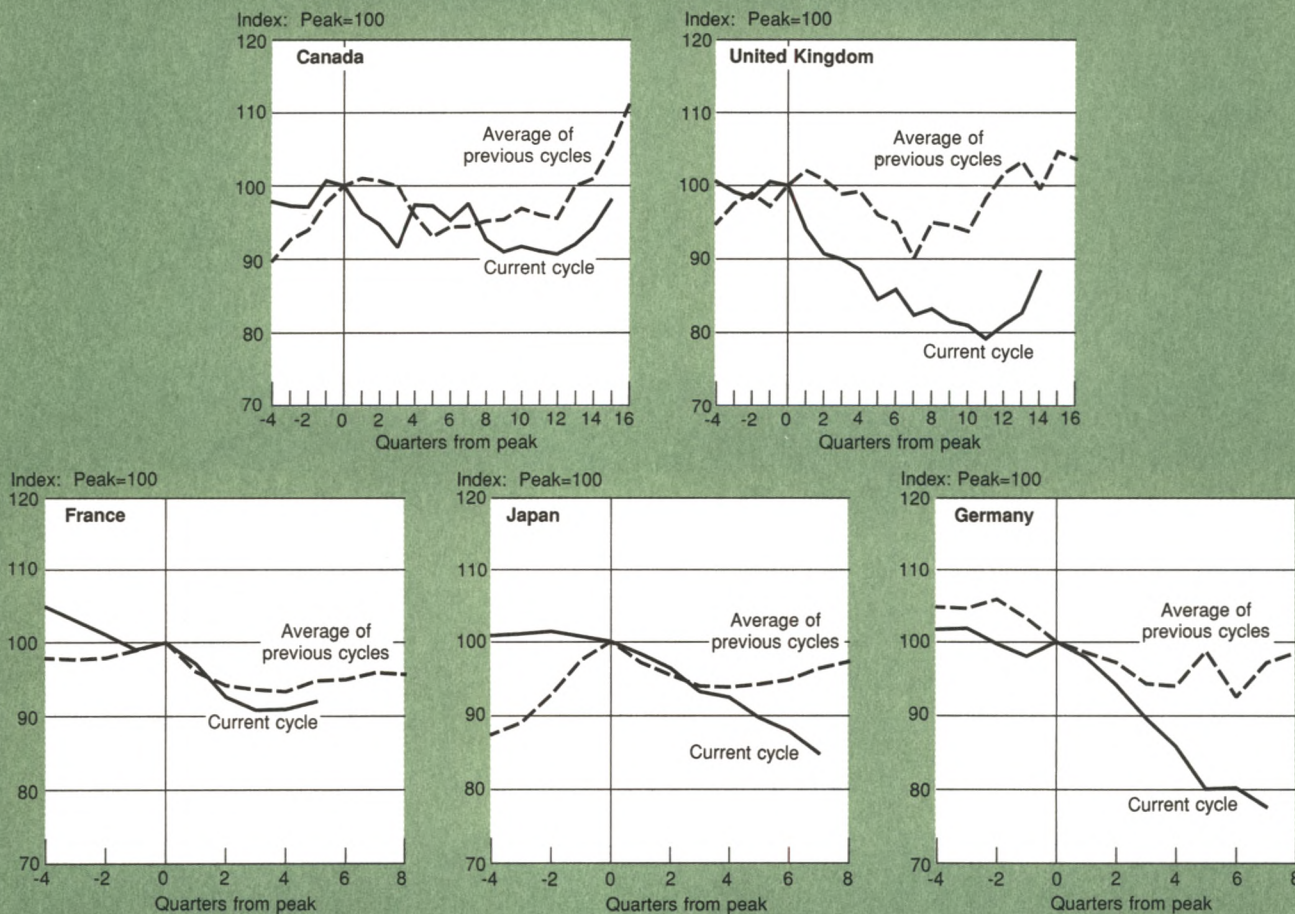 Index: Peak=100
120
Canada
110
Average of
previous cycles
100
90
Current cycle
80
70
-4 -2 0 2 4 6 8 10 12 14 16
Quarters from peak
Index: Peak=100
120
United Kingdom
110
Average of
previous cycles
100
90
80
Current cycle
70
-4 -2 0 2 4 6 8 10 12 14 16
Quarters from peak
Index: Peak=100
120
France
110
Average of
previous cycles
100
90
Current cycle
80
70
-4 -2 0 2 4 6 8
Quarters from peak
Index: Peak=100
120
Japan
110
Average of
previous cycles
100
90
Current cycle
80
70
-4 -2 0 2 4 6 8
Quarters from peak
Index: Peak=100
120
Germany
110
Average of
previous cycles
100
90
80
Current cycle
70
-4 -2 0 2 4 6 8
Quarters from peak